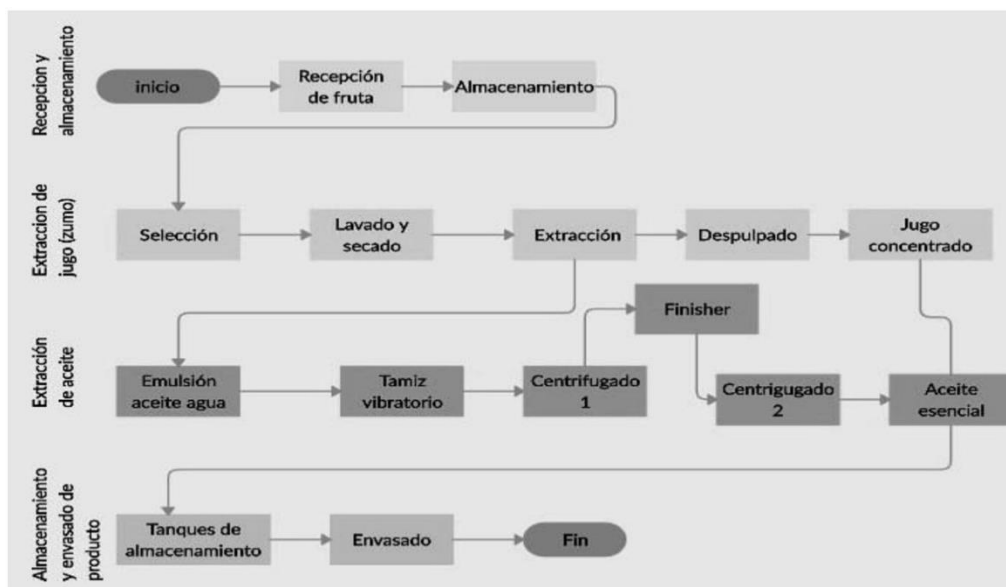 Recepcion y
almacenamiento
inicio
Recepción
de fruta
Almacenamiento
Extraccion de
jugo (zumo)
Selección
Lavado y
secado
Extracción
Despulpado
Jugo
concentrado
Extracción
de aceite
Emulsión
aceite agua
Tamiz
vibratorio
Centrifugado
1
Finisher
Centrigugado
2
Aceite
esencial
Almacenamiento
y envasado de
producto
Tanques de
almacenamiento
Envasado
Fin